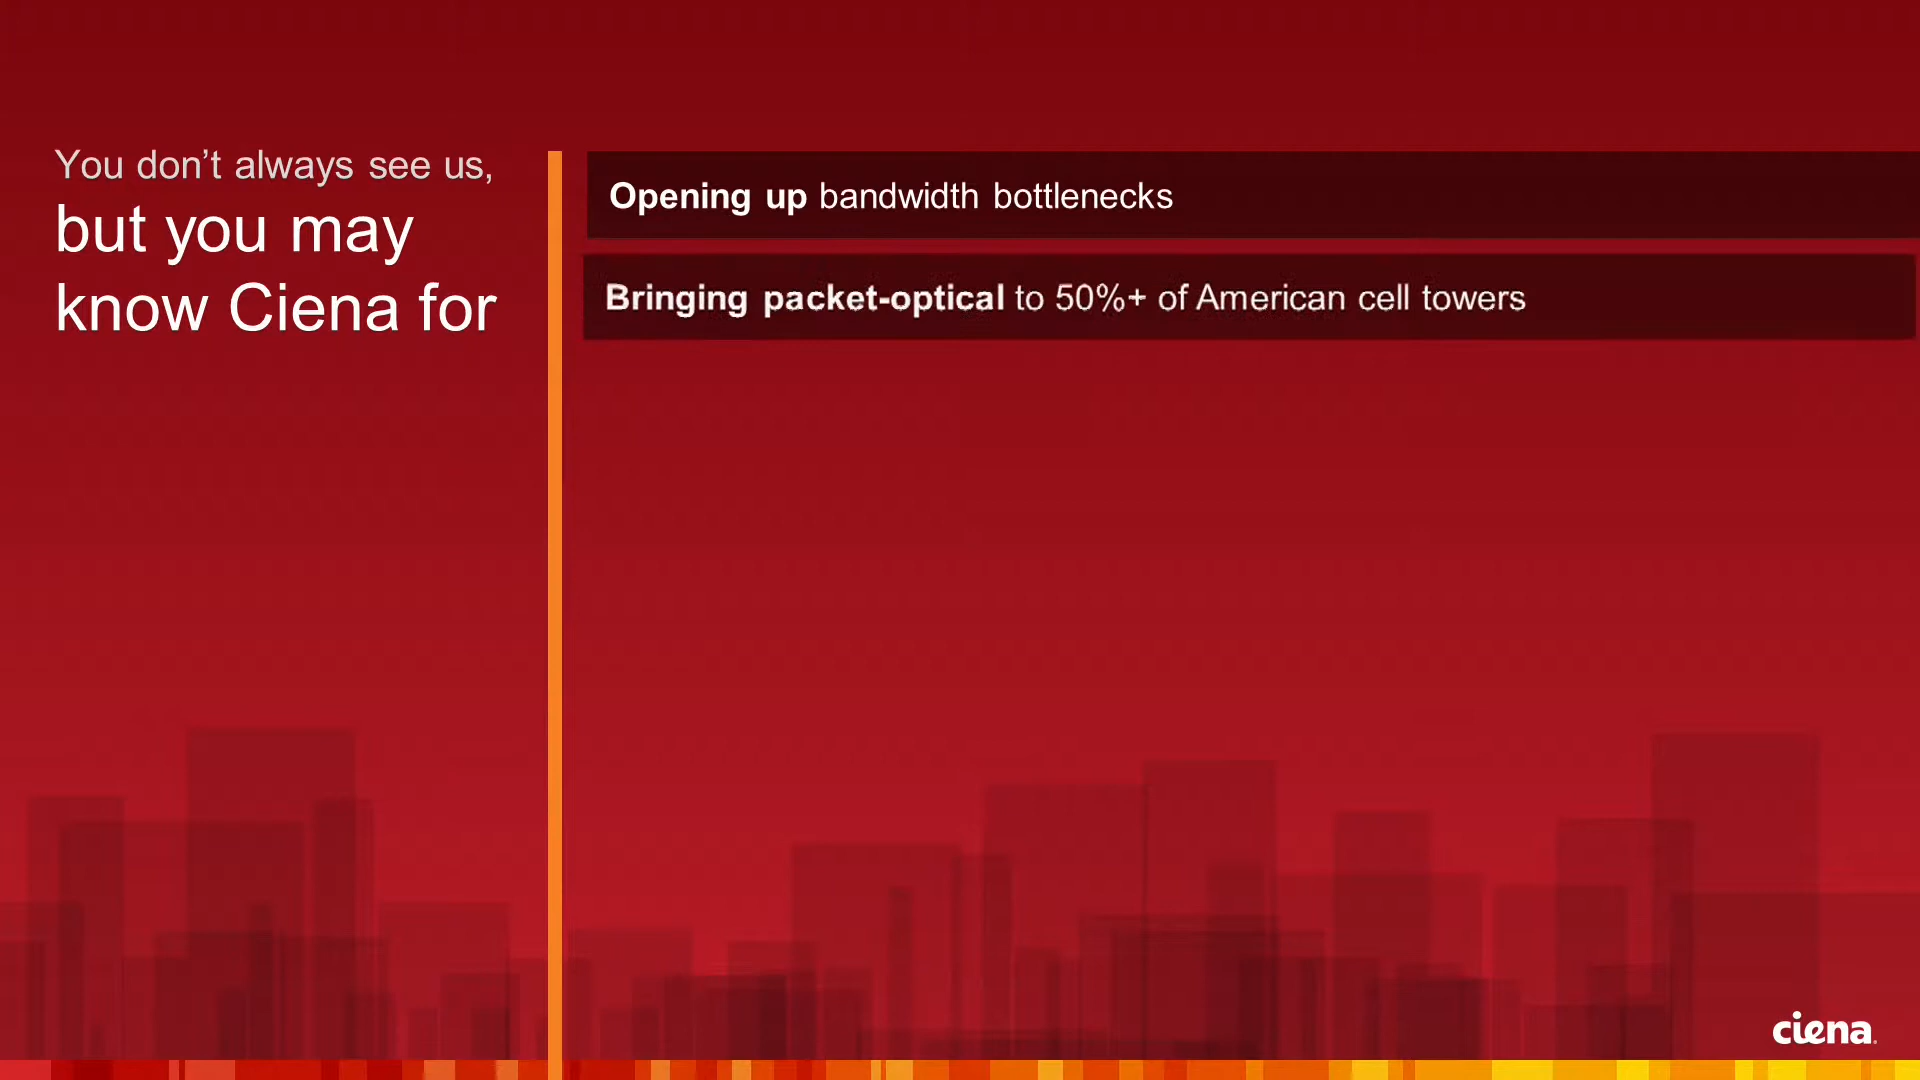 You don’t always see us,
but you may
know Ciena for
Opening up bandwidth bottlenecks
Bringing packet-optical to 50%+ of American cell towers
ciena.